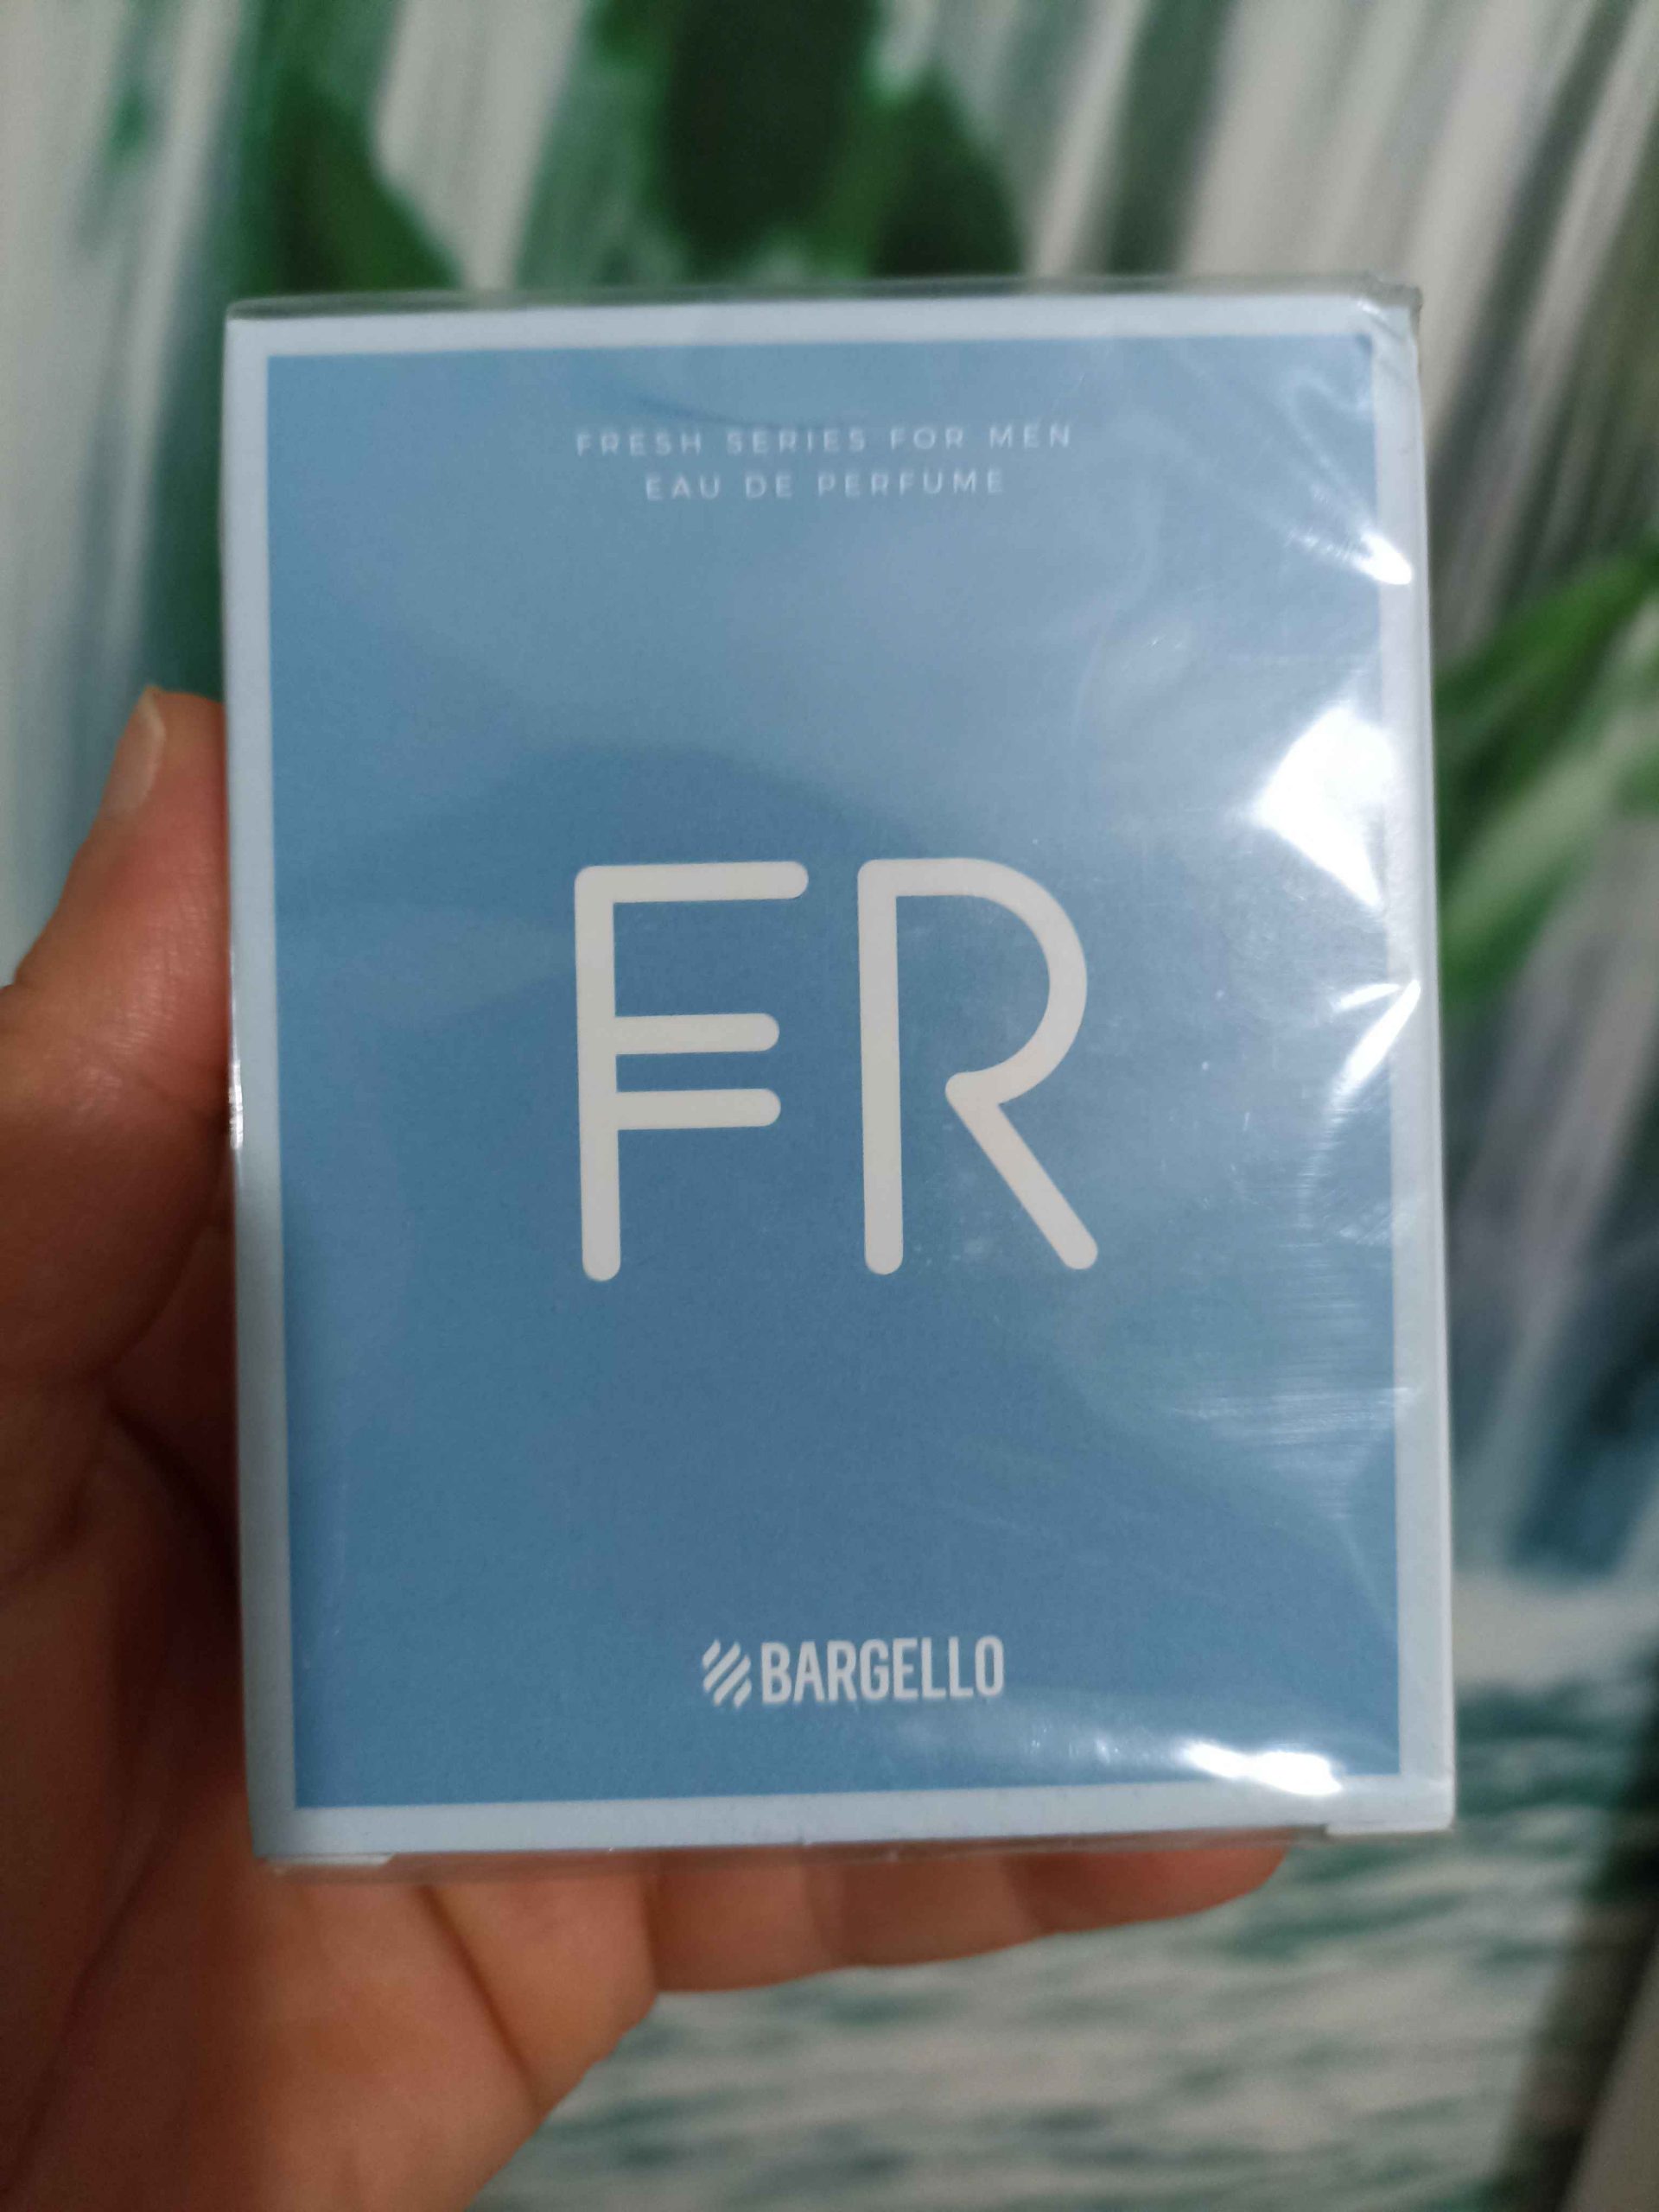 FRESH SERIES FOR MEN
EAU DE PERFUME
FR
BARGELLO